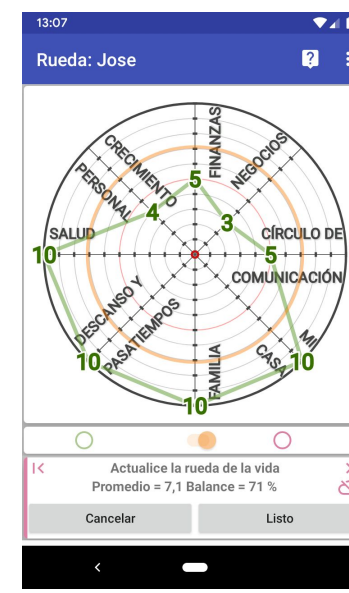 13:07
Rueda: Jose
FINANZAS
NEGOCIOS
CÍRCULO DE
COMUNICACIÓN
MI
CASA
FAMILIA
DESCANSO Y
PASATIEMPOS
SALUD
CRECIMIENTO
PERSONAL
5
3
5
10
10
10
10
4
Actualice la rueda de la vida
Promedio = 7,1 Balance = 71 %
Cancelar
Listo